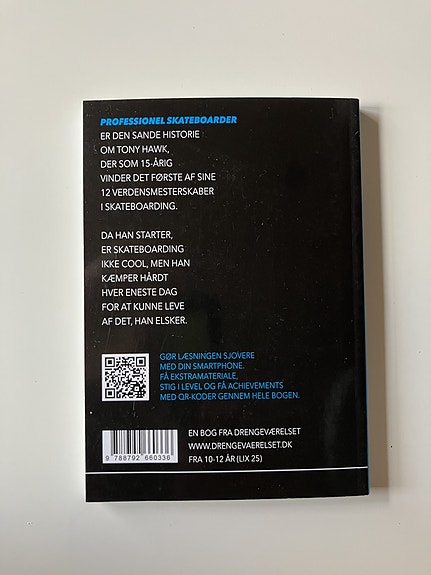 PROFESSIONEL SKATEBOARDER
ER DEN SANDE HISTORIE
OM TONY HAWK,
DER SOM 15-ÅRIG
VINDER DET FØRSTE AF SINE
12 VERDENSMESTERSKABER
I SKATEBOARDING.
DA HAN STARTER,
ER SKATEBOARDING
IKKE COOL, MEN HAN
KÆMPER HÅRDT
HVER ENESTE DAG
FOR AT KUNNE LEVE
AF DET, HAN ELSKER.
GØR LÆSNINGEN SJOVERE
MED DIN SMARTPHONE.
FÅ EKSTRAMATERIALE,
STIG I LEVEL OG FÅ ACHIEVEMENTS
MED QR-KODER GENNEM HELE BOGEN.
EN BOG FRA DRENGEVÆRELSET
WWW.DRENGEVAERELSET.DK
FRA 10-12 ÅR (LIX 25)
9 788792 660336